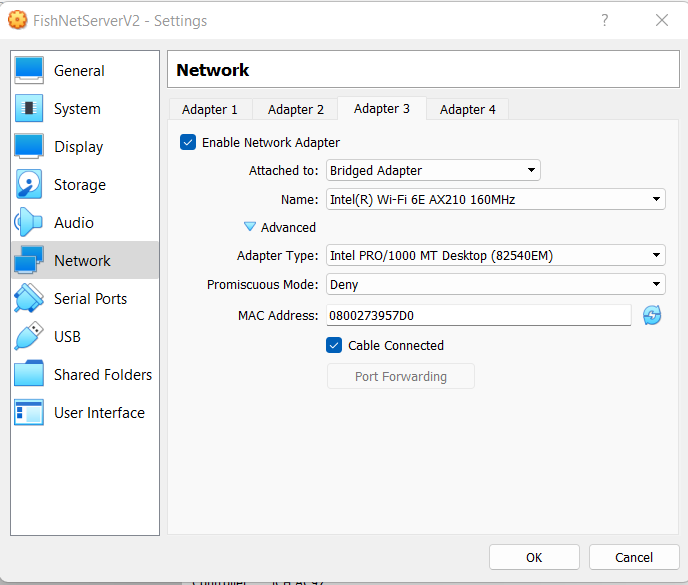 FishNetServerV2 - Settings
?
General
System
Display
Storage
Audio
Network
Serial Ports
USB
Shared Folders
User Interface
Network
Adapter 1 Adapter 2 Adapter 3 Adapter 4
Enable Network Adapter
Attached to: Bridged Adapter
Name: Intel(R) Wi-Fi 6E AX210 160MHz
Advanced
Adapter Type: Intel PRO/1000 MT Desktop (82540EM)
Promiscuous Mode: Deny
MAC Address: 0800273957D0
Cable Connected
Port Forwarding
OK Cancel